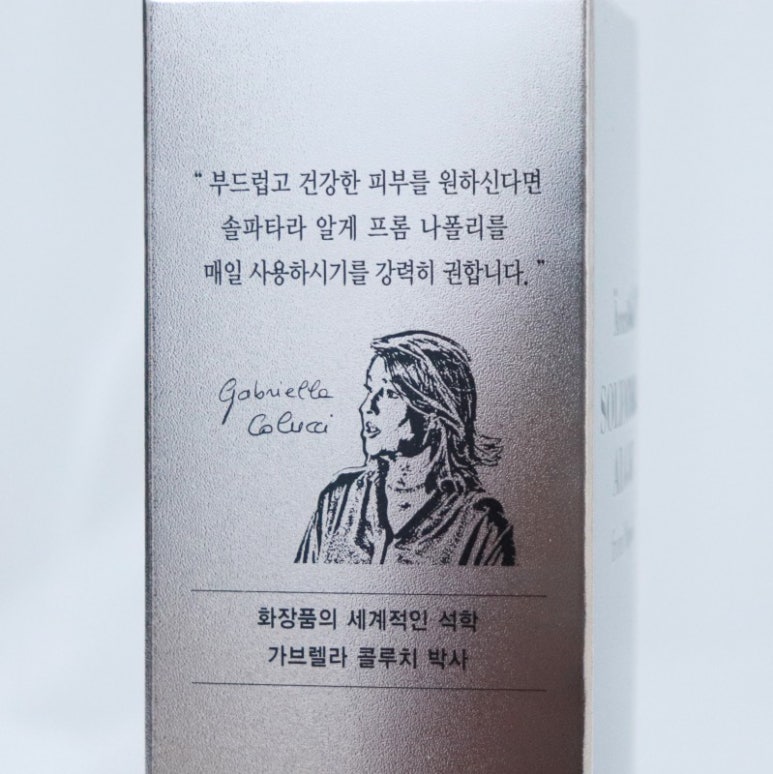 “ 부드럽고 건강한 피부를 원하신다면
솔파타라 알게 프롬 나폴리를
매일 사용하시기를 강력히 권합니다. ”
Gabriella
Colucci
화장품의 세계적인 석학
가브렐라 콜루치 박사